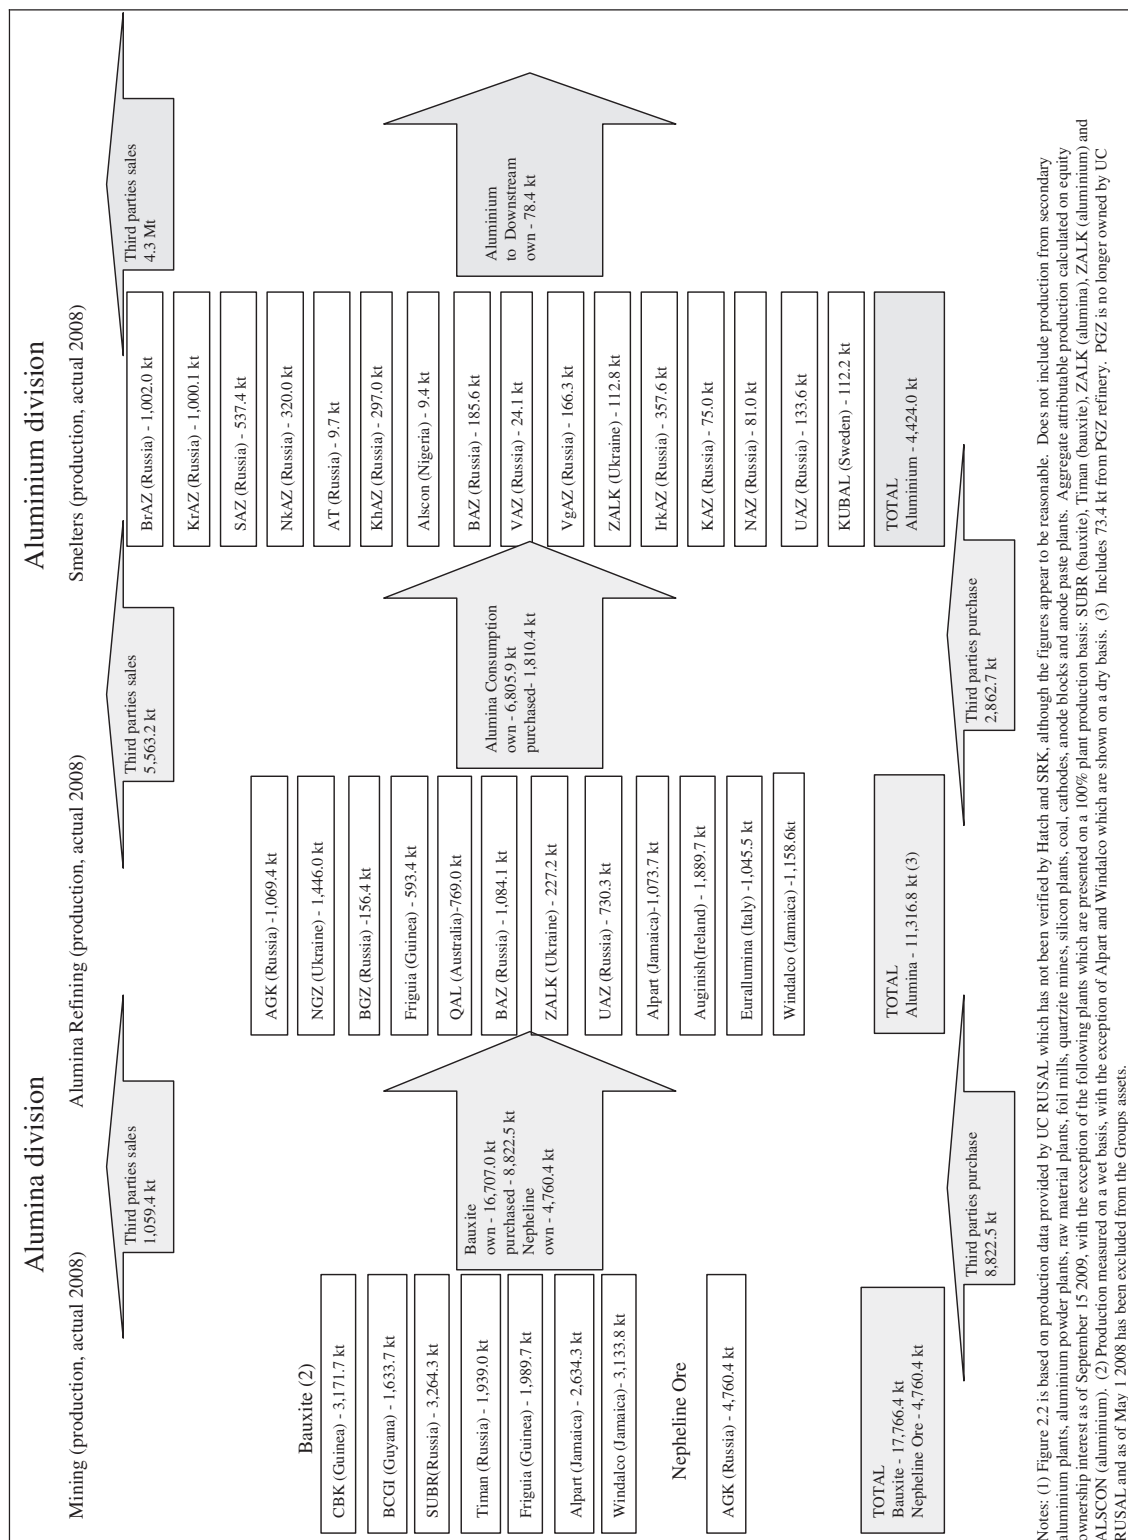 Alumina division
Aluminium division
Mining (production, actual 2008)
Alumina Refining (production, actual 2008)
Smelters (production, actual 2008)
Third parties sales
1,059.4 kt
Third parties sales
5,563.2 kt
Third parties sales
4.3 Mt
Bauxite (2)
CBK (Guinea) - 3,171.7 kt
BCGI (Guyana) - 1,633.7 kt
SUBR(Russia) - 3,264.3 kt
Timan (Russia) - 1,939.0 kt
Friguia (Guinea) - 1,989.7 kt
Alpart (Jamaica) - 2,634.3 kt
Windalco (Jamaica)- 3,133.8 kt
Nepheline Ore
AGK (Russia) - 4,760.4 kt
TOTAL
Bauxite - 17,766.4 kt
Nepheline Ore - 4,760.4 kt
Bauxite
own - 16,707.0 kt
purchased - 8,822.5 kt
Nepheline
own - 4,760.4 kt
Third parties purchase
8,822.5 kt
AGK (Russia) -1,069.4 kt
NGZ (Ukraine) - 1,446.0 kt
BGZ (Russia) -156.4 kt
Friguia (Guinea) - 593.4 kt
QAL (Australia)-769.0 kt
BAZ (Russia) - 1,084.1 kt
ZALK (Ukraine) - 227.2 kt
UAZ (Russia) - 730.3 kt
Alpart (Jamaica)-1,073.7 kt
Auginish(Ireland) - 1,889.7 kt
Eurallumina (Italy) -1,045.5 kt
Windalco (Jamaica) -1,158.6kt
TOTAL
Alumina - 11,316.8 kt (3)
Alumina Consumption
own - 6,805.9 kt
purchased- 1,810.4 kt
Third parties purchase
2,862.7 kt
BrAZ (Russia) - 1,002.0 kt
KrAZ (Russia) - 1,000.1 kt
SAZ (Russia) - 537.4 kt
NkAZ (Russia) - 320.0 kt
AT (Russia) - 9.7 kt
KhAZ (Russia) - 297.0 kt
Alscon (Nigeria) - 9.4 kt
BAZ (Russia) - 185.6 kt
VAZ (Russia) - 24.1 kt
VgAZ (Russia) - 166.3 kt
ZALK (Ukraine) - 112.8 kt
IrkAZ (Russia) - 357.6 kt
KAZ (Russia) - 75.0 kt
NAZ (Russia) - 81.0 kt
UAZ (Russia) - 133.6 kt
KUBAL (Sweden) - 112.2 kt
TOTAL
Aluminium - 4,424.0 kt
Aluminium
to Downstream
own - 78.4 kt
Notes: (1) Figure 2.2 is based on production data provided by UC RUSAL which has not been verified by Hatch and SRK, although the figures appear to be reasonable. Does not include production from secondary
aluminium plants, aluminium powder plants, raw material plants, foil mills, quartzite mines, silicon plants, coal, cathodes, anode blocks and anode paste plants. Aggregate attributable production calculated on equity
ownership interest as of September 15 2009, with the exception of the following plants which are presented on a 100% plant production basis: SUBR (bauxite), Timan (bauxite), ZALK (alumina), ZALK (aluminium) and
ALSCON (aluminium). (2) Production measured on a wet basis, with the exception of Alpart and Windalco which are shown on a dry basis. (3) Includes 73.4 kt from PGZ refinery. PGZ is no longer owned by UC
RUSAL and as of May 1 2008 has been excluded from the Groups assets.